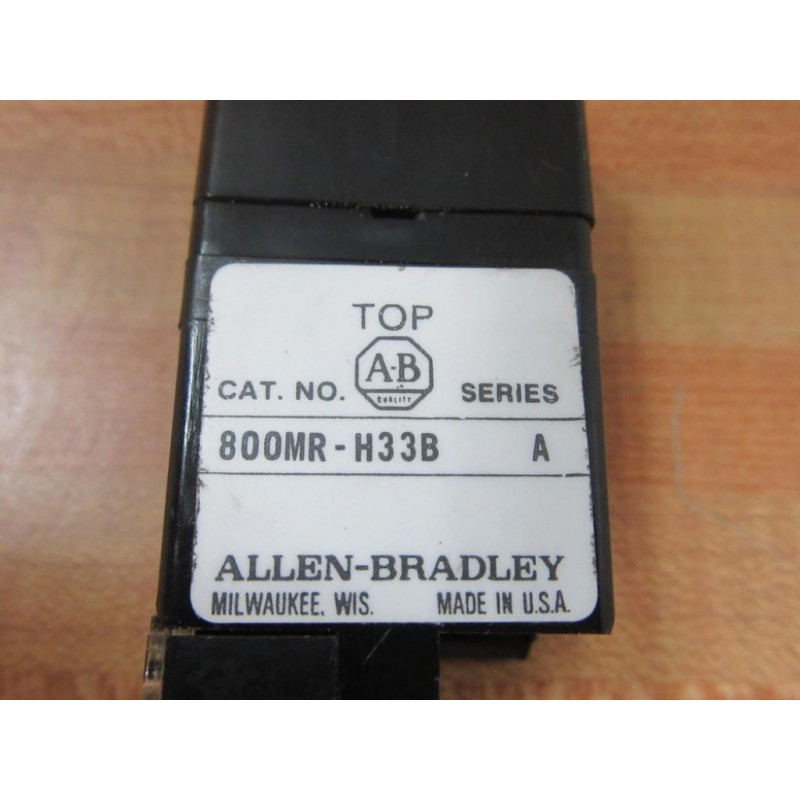 TOP
A-B
QUALITY
CAT. NO.
SERIES
800MR-H33B A
ALLEN-BRADLEY
MILWAUKEE, WIS. MADE IN U.S.A.